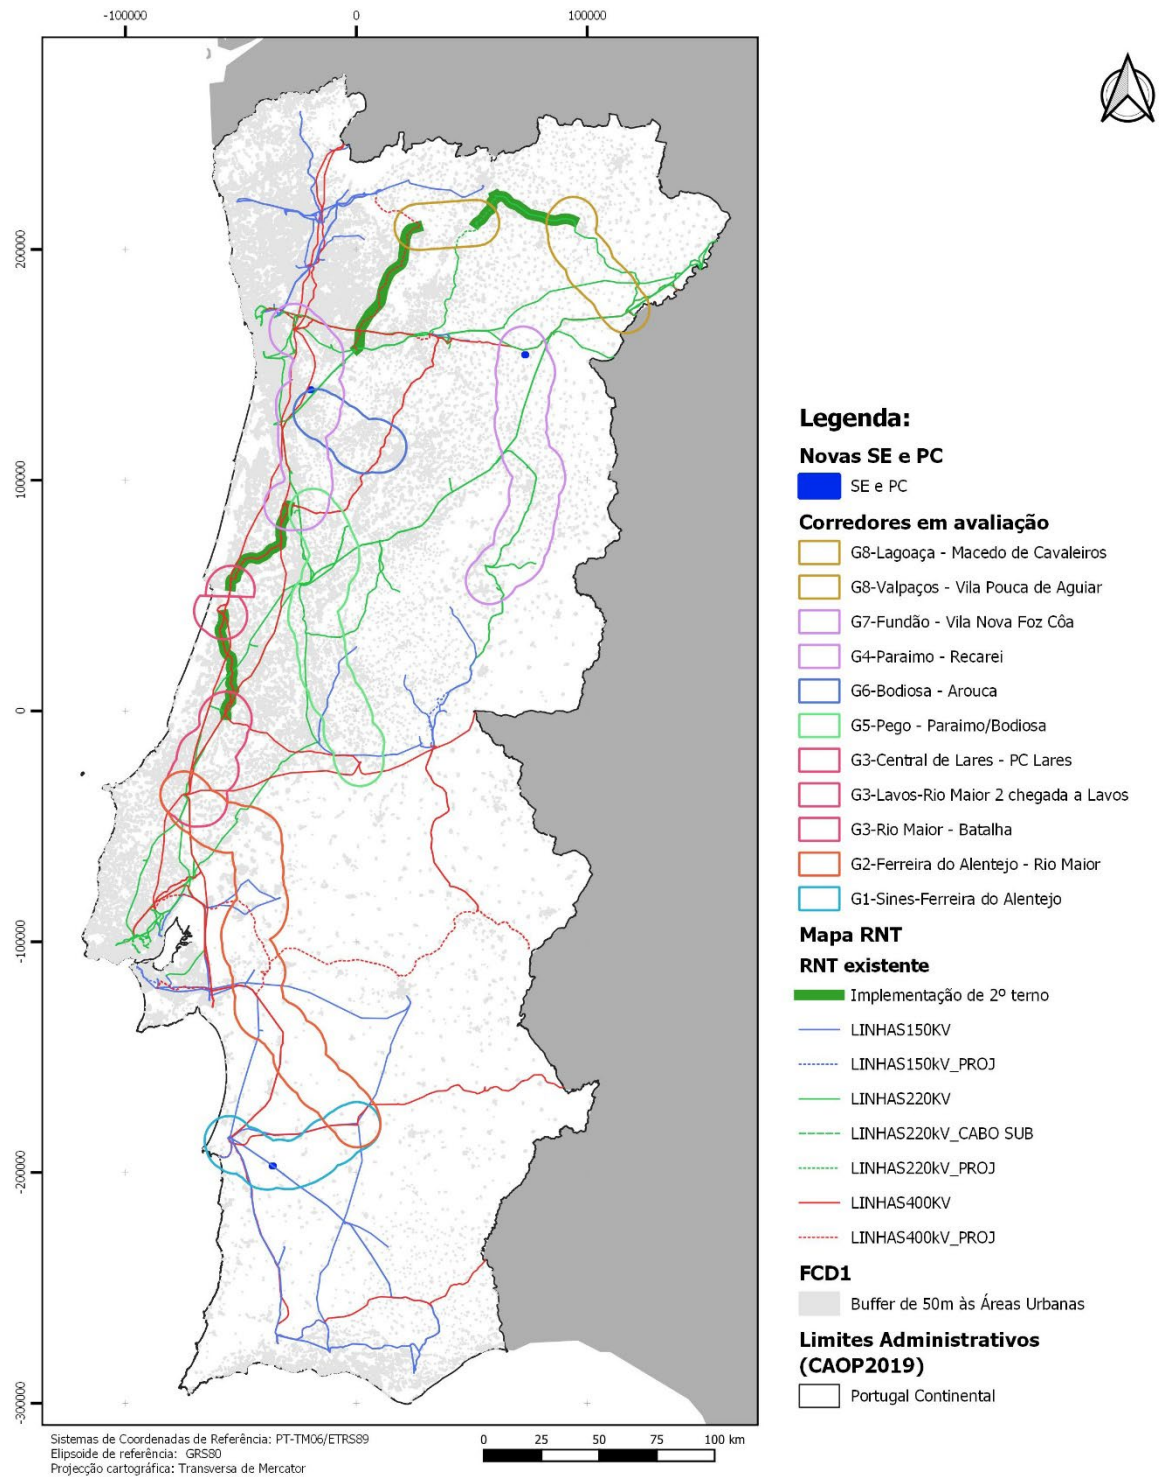 -100000
0
100000
200000
100000
0
-100000
-200000
-300000
Legenda:
Novas SE e PC
SE e PC
Corredores em avaliação
G8-Lagoaça - Macedo de Cavaleiros
G8-Valpaços - Vila Pouca de Aguiar
G7-Fundão - Vila Nova Foz Côa
G4-Paraimo - Recarei
G6-Bodiosa - Arouca
G5-Pego - Paraimo/Bodiosa
G3-Central de Lares - PC Lares
G3-Lavos-Rio Maior 2 chegada a Lavos
G3-Rio Maior - Batalha
G2-Ferreira do Alentejo - Rio Maior
G1-Sines-Ferreira do Alentejo
Mapa RNT
RNT existente
Implementação de 2º terno
LINHAS150KV
LINHAS150kV_PROJ
LINHAS220KV
LINHAS220kV_CABO SUB
LINHAS220kV_PROJ
LINHAS400KV
LINHAS400kV_PROJ
FCD1
Buffer de 50m às Áreas Urbanas
Limites Administrativos
(CAOP2019)
Portugal Continental
Sistemas de Coordenadas de Referência: PT-TM06/ETRS89
Elipsoide de referência: GRS80
Projecção cartográfica: Transversa de Mercator
0 25 50 75 100 km